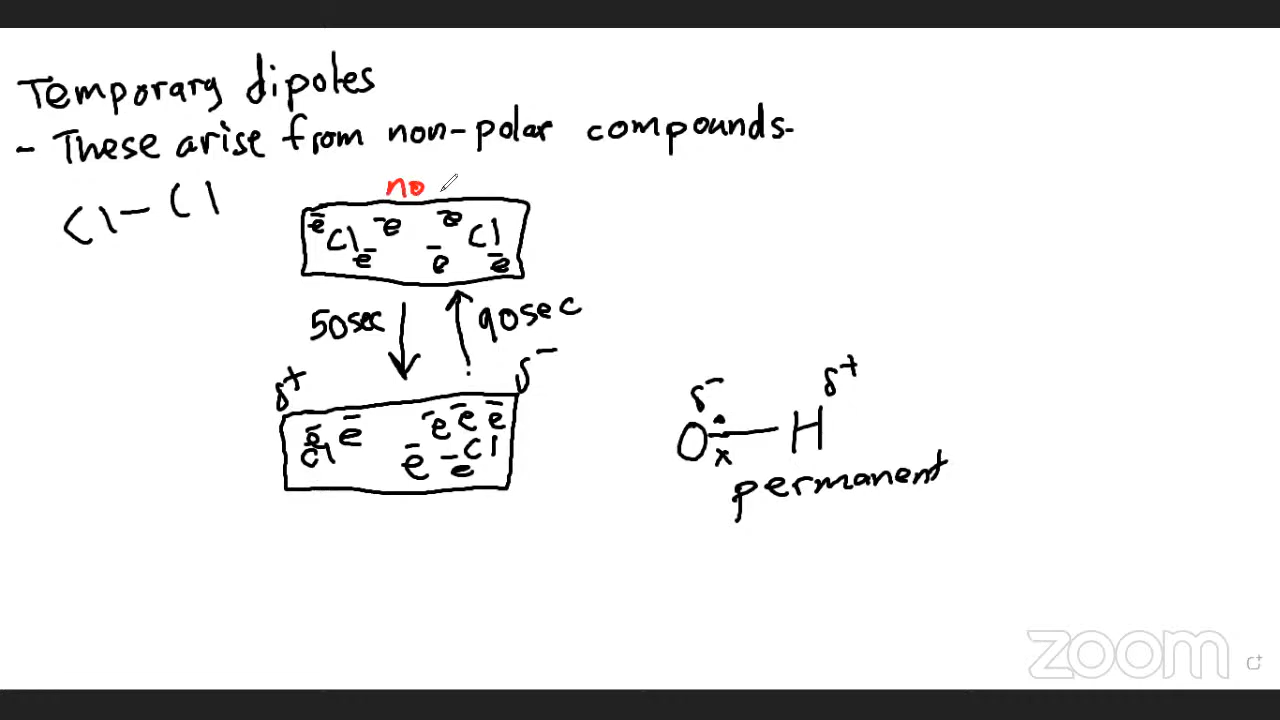 Temporary dipoles
- These arise from non-polar compounds-
Cl-Cl
no
e⁻ Cl e⁻ e⁻ e⁻ e⁻ Cl e⁻
50sec 90sec
δ+ δ-
e⁻ Cl e⁻ e⁻ e⁻ e⁻ e⁻ e⁻ Cl
δ- δ+
O-H
permanent
zoom